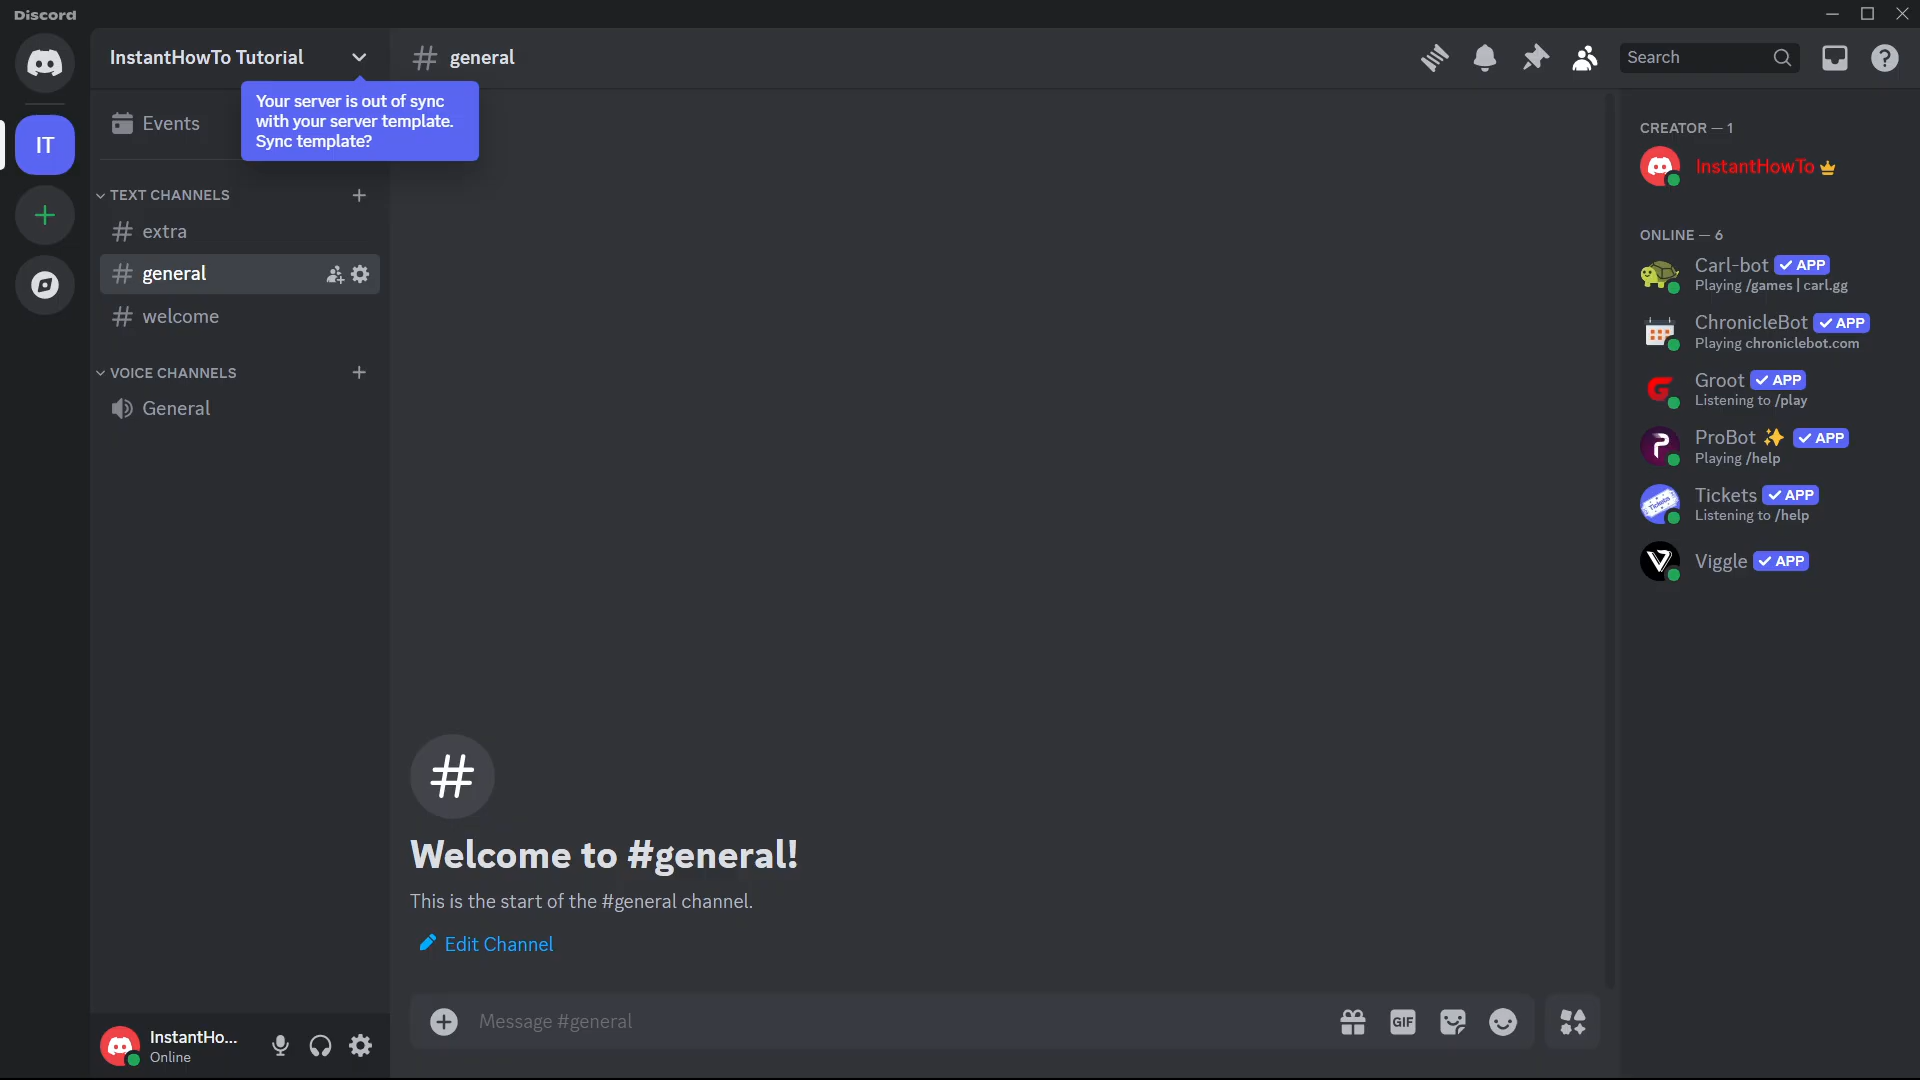 Discord
InstantHowTo Tutorial
general
Search
Your server is out of sync
with your server template.
Sync template?
Events
IT
TEXT CHANNELS
extra
general
welcome
VOICE CHANNELS
General
Welcome to #general!
This is the start of the #general channel.
Edit Channel
Message #general
GIF
InstantHo...
Online
CREATOR — 1
InstantHowTo
ONLINE — 6
Carl-bot APP
Playing /games | carl.gg
ChronicleBot APP
Playing chroniclebot.com
Groot APP
Listening to /play
ProBot ✨ APP
Playing /help
Tickets APP
Listening to /help
Viggle APP